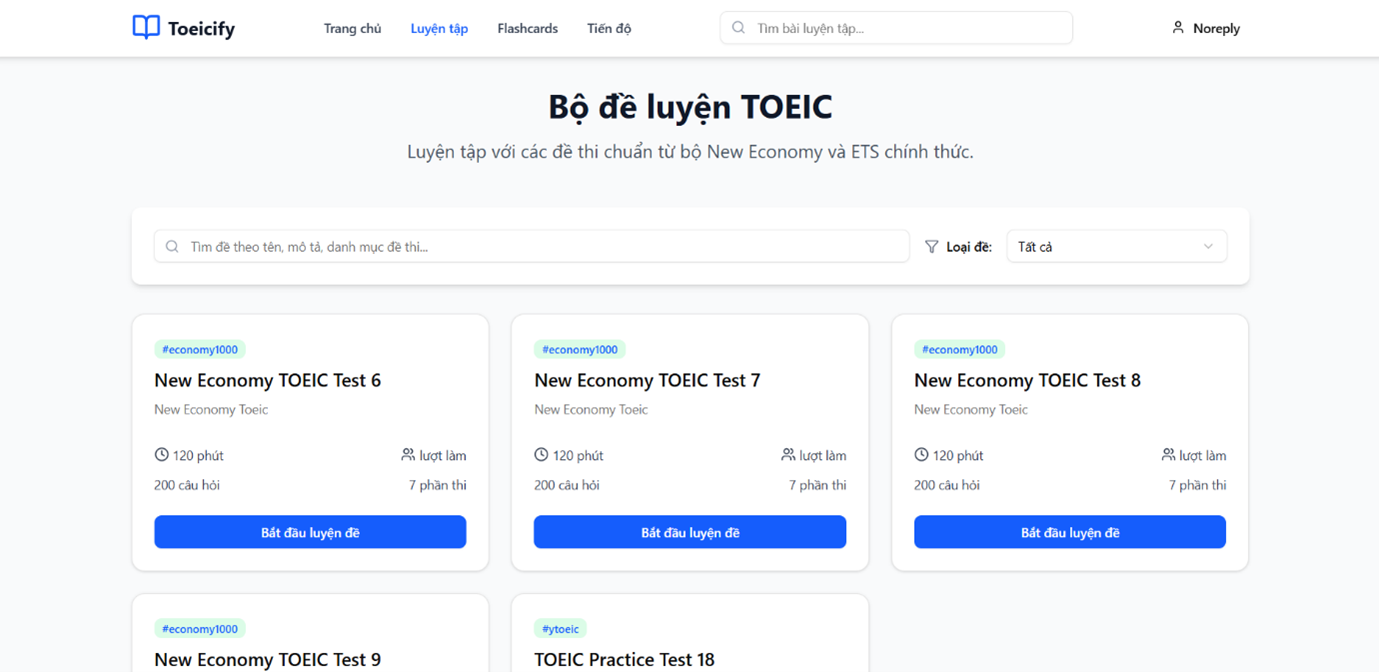 Toeicify Trang chủ Luyện tập Flashcards Tiến độ Tìm bài luyện tập... Noreply
Bộ đề luyện TOEIC
Luyện tập với các đề thi chuẩn từ bộ New Economy và ETS chính thức.
Tìm đề theo tên, mô tả, danh mục đề thi... Loại đề: Tất cả
#economy1000 #economy1000 #economy1000
New Economy TOEIC Test 6 New Economy TOEIC Test 7 New Economy TOEIC Test 8
New Economy Toeic New Economy Toeic New Economy Toeic
120 phút lượt làm 120 phút lượt làm 120 phút lượt làm
200 câu hỏi 7 phần thi 200 câu hỏi 7 phần thi 200 câu hỏi 7 phần thi
Bắt đầu luyện đề Bắt đầu luyện đề Bắt đầu luyện đề
#economy1000 #ytoeic
New Economy TOEIC Test 9 TOEIC Practice Test 18